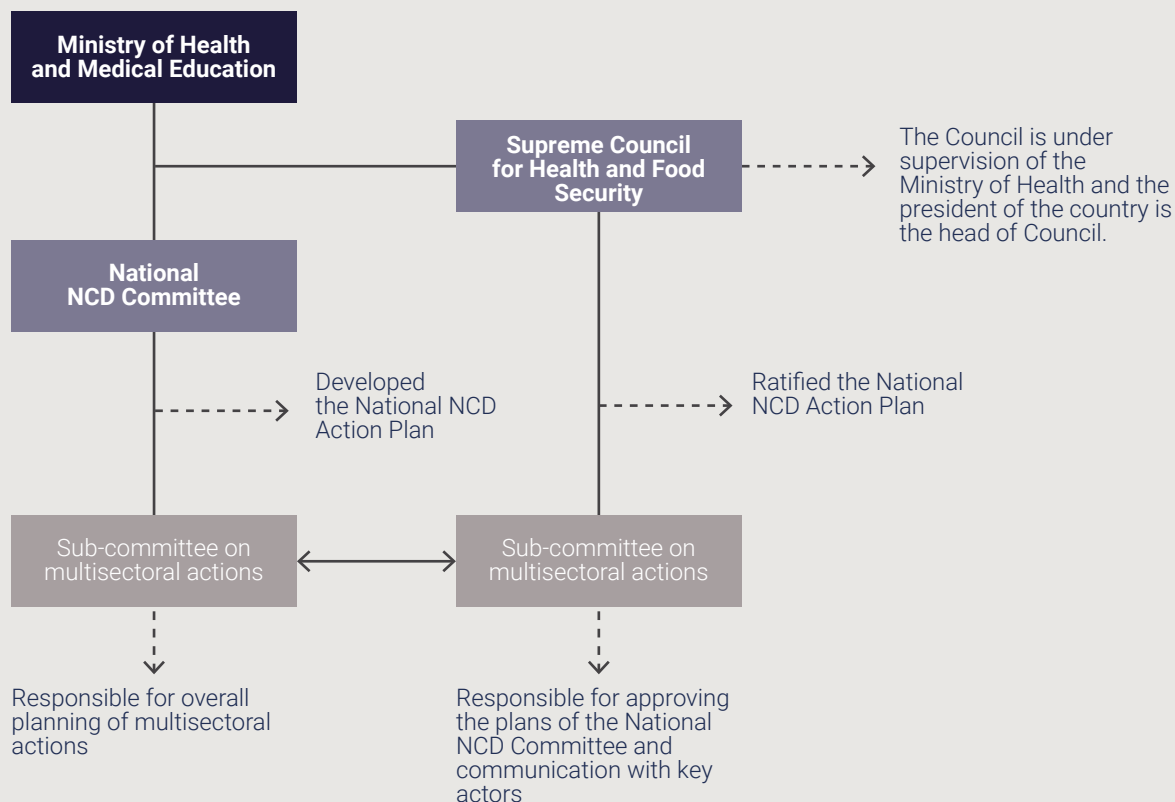 Ministry of Health
and Medical Education
Supreme Council
for Health and Food
Security
The Council is under
supervision of the
Ministry of Health and the
president of the country is
the head of Council.
National
NCD Committee
Developed
the National NCD
Action Plan
Ratified the National
NCD Action Plan
Sub-committee on
multisectoral actions
Sub-committee on
multisectoral actions
Responsible for overall
planning of multisectoral
actions
Responsible for approving
the plans of the National
NCD Committee and
communication with key
actors